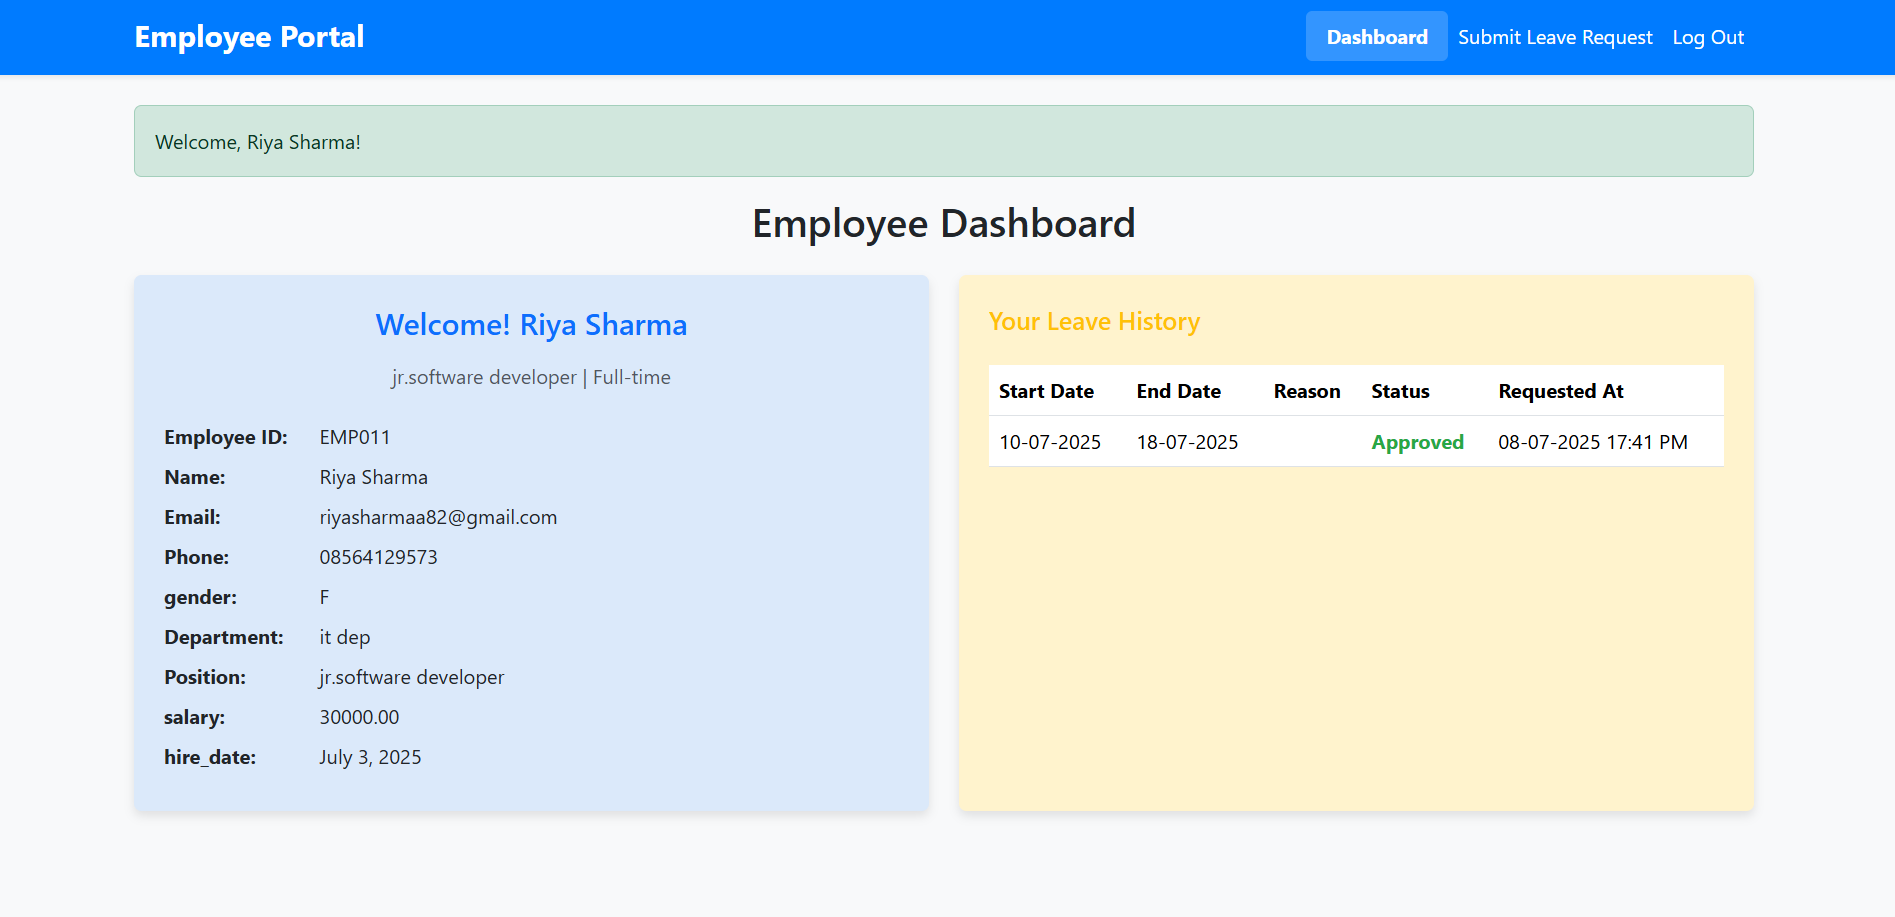 Employee Portal
Dashboard Submit Leave Request Log Out
Welcome, Riya Sharma!
Employee Dashboard
Welcome! Riya Sharma
jr.software developer | Full-time
Employee ID: EMP011
Name: Riya Sharma
Email: riyasharmaa82@gmail.com
Phone: 08564129573
gender: F
Department: it dep
Position: jr.software developer
salary: 30000.00
hire_date: July 3, 2025
Your Leave History
Start Date End Date Reason Status Requested At
10-07-2025 18-07-2025 Approved 08-07-2025 17:41 PM